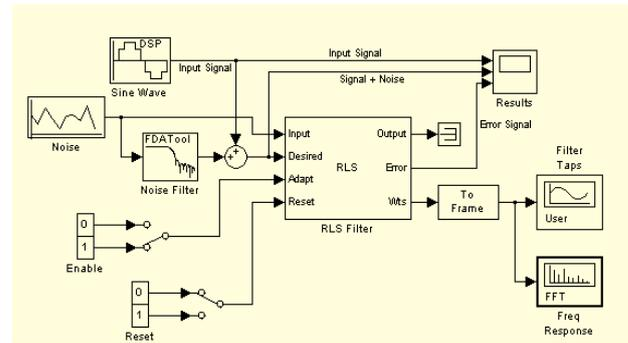 DSP
Input Signal
Input Signal
Sine Wave
Signal + Noise
Results
Error Signal
Noise
FDATool
Noise Filter
Input
Desired
Adapt
Reset
RLS
Output
Error
Wts
RLS Filter
To
Frame
Filter
Taps
User
FFT
Freq
Response
0
1
Enable
0
1
Reset